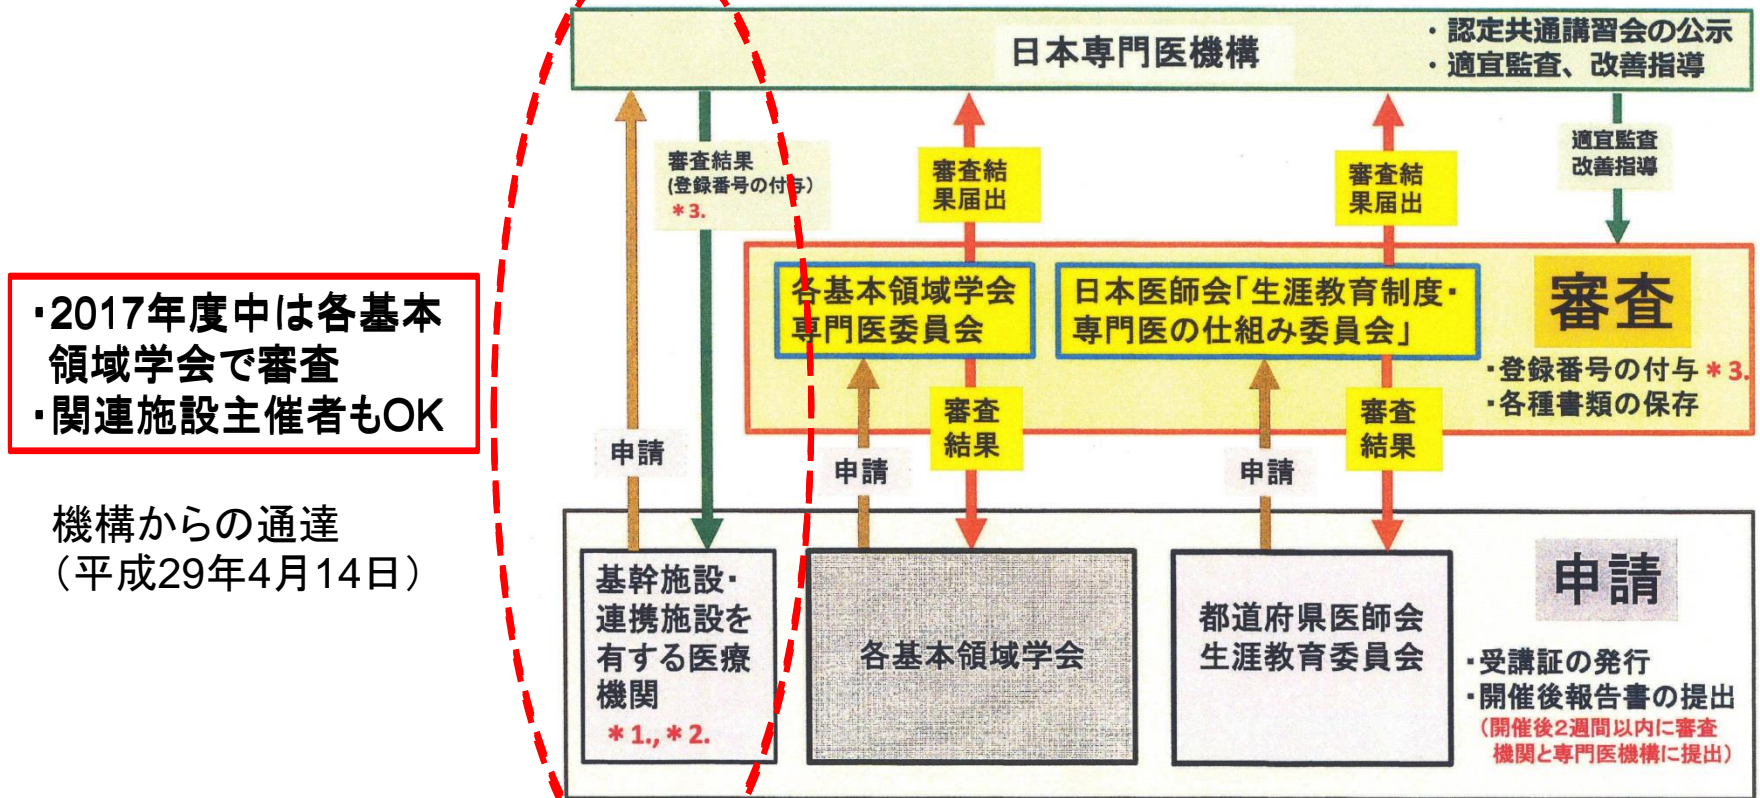 日本専門医機構
・認定共通講習会の公示
・適宜監査、改善指導
審査結果
(登録番号の付与)
＊3.
審査結
果届出
審査結
果届出
適宜監査
改善指導
・2017年度中は各基本
領域学会で審査
・関連施設主催者もOK
機構からの通達
（平成29年4月14日）
各基本領域学会
専門医委員会
日本医師会「生涯教育制度・
専門医の仕組み委員会」
審査
・登録番号の付与＊3.
・各種書類の保存
申請
申請
審査
結果
申請
審査
結果
基幹施設・
連携施設を
有する医療
機関
＊1.,＊2.
各基本領域学会
都道府県医師会
生涯教育委員会
申請
・受講証の発行
・開催後報告書の提出
（開催後2週間以内に審査
機関と専門医機構に提出）